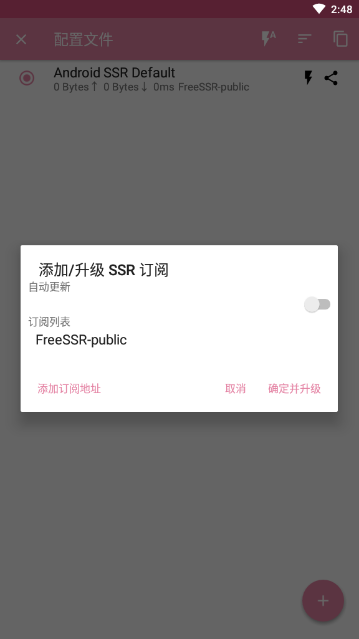 2:48
配置文件
Android SSR Default
0 Bytes↑ 0 Bytes↓ 0ms FreeSSR-public
添加/升级 SSR 订阅
自动更新
订阅列表
FreeSSR-public
添加订阅地址 取消 确定并升级